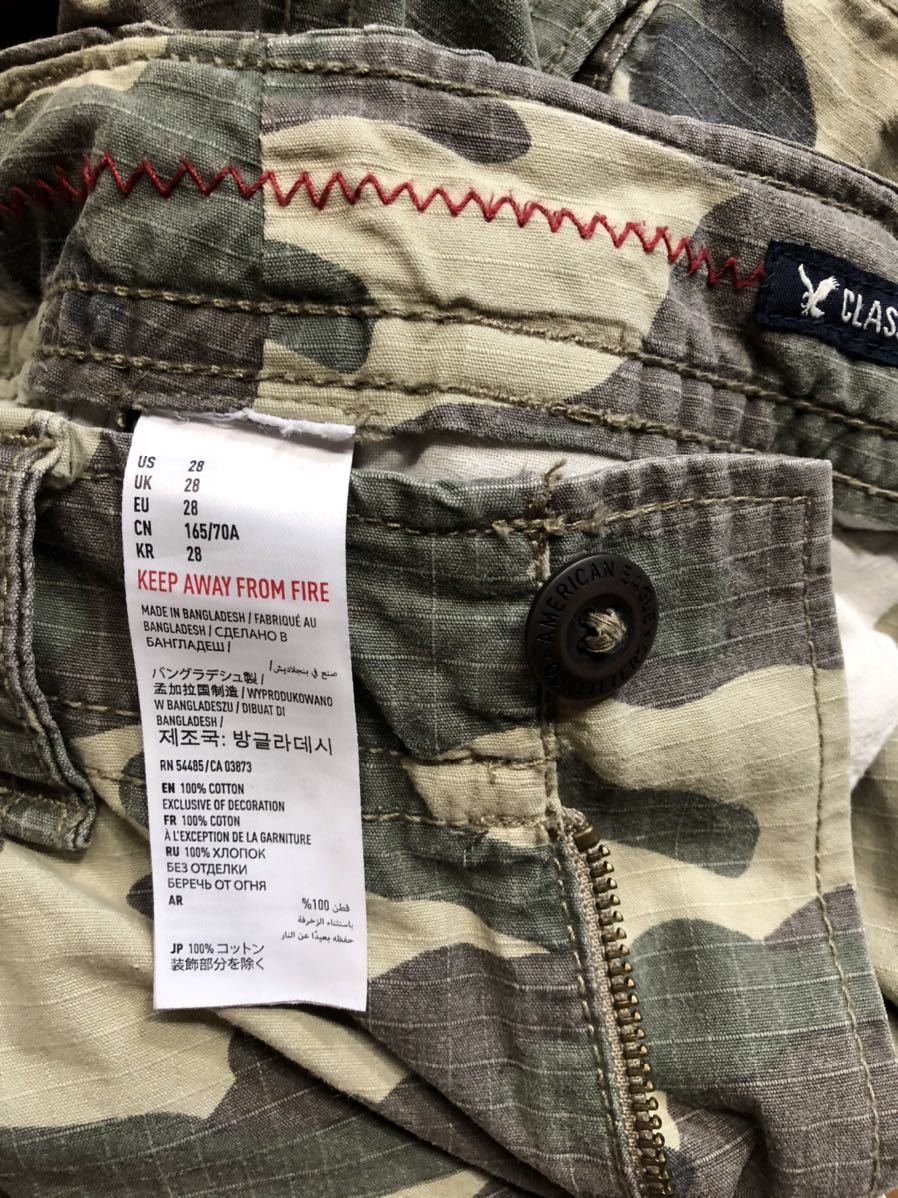 CLAS
US 28
UK 28
EU 28
CN 165/70A
KR 28
KEEP AWAY FROM FIRE
MADE IN BANGLADESH / FABRIQUÉ AU
BANGLADESH / СДЕЛАНО В
БАНГЛАДЕШ /
صنع في بنجلاديش /
バングラデシュ製 /
孟加拉国制造 / WYPRODUKOWANO
W BANGLADESZU / DIBUAT DI
BANGLADESH /
제조국: 방글라데시
RN 54485 / CA 03873
EN 100% COTTON
EXCLUSIVE OF DECORATION
FR 100% COTON
À L'EXCEPTION DE LA GARNITURE
RU 100% ХЛОПОК
БЕЗ ОТДЕЛКИ
БЕРЕЧЬ ОТ ОГНЯ
AR قطن 100%
باستثناء الزخرفة
حفظه بعيدًا عن النار
JP 100% コットン
装飾部分を除く
AMERICAN EAGLE